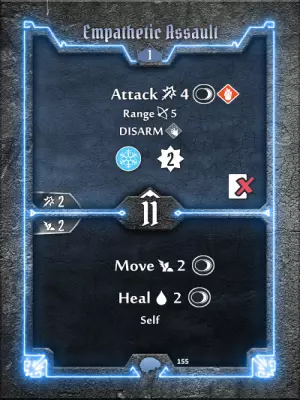 Empathetic Assault
1
Attack 4
Range 5
DISARM
2
2
11
2
Move 2
Heal 2
Self
155